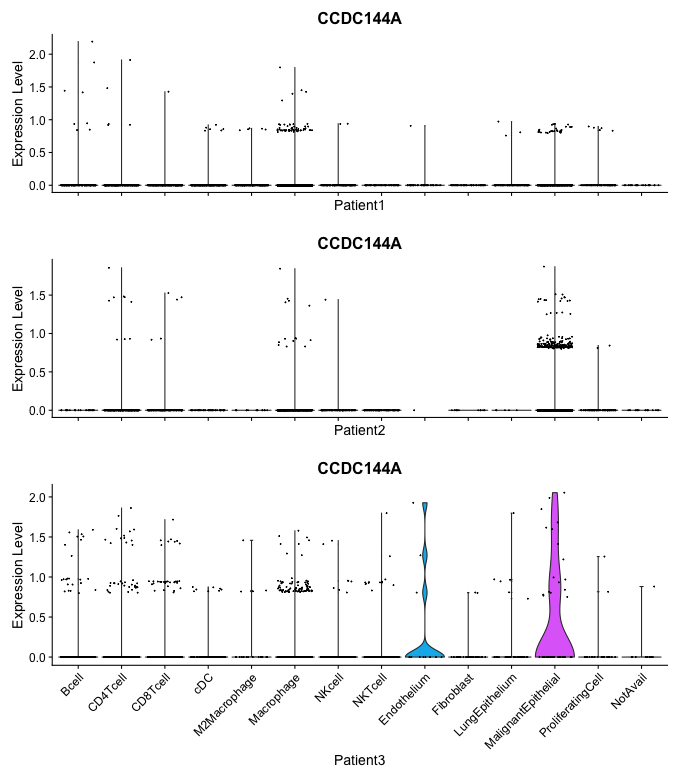 CCDC144A
Expression Level
2.0
1.5
1.0
0.5
0.0
Patient1
CCDC144A
Expression Level
1.5
1.0
0.5
0.0
Patient2
CCDC144A
Expression Level
2.0
1.5
1.0
0.5
0.0
Bcell
CD4Tcell
CD8Tcell
cDC
M2Macrophage
Macrophage
NKcell
NKTcell
Endothelium
Fibroblast
LungEpithelium
MalignantEpithelial
ProliferatingCell
NotAvail
Patient3